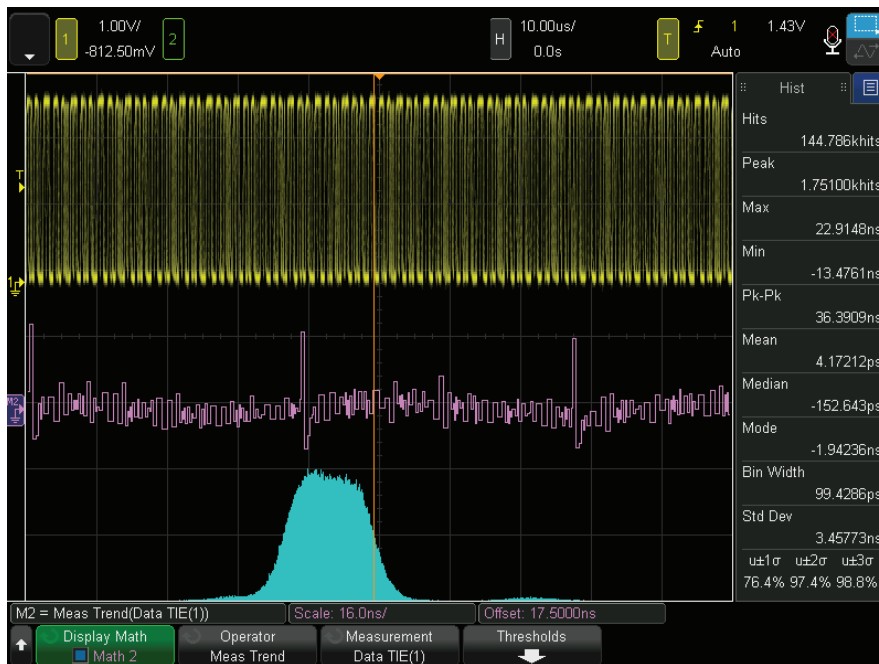 1
1.00V/
-812.50mV
2
H
10.00us/
0.0s
T
1
Auto
1.43V
T
1
M2
Hist
Hits
144.786khits
Peak
1.75100khits
Max
22.9148ns
Min
-13.4761ns
Pk-Pk
36.3909ns
Mean
4.17212ps
Median
-152.643ps
Mode
-1.94236ns
Bin Width
99.4286ps
Std Dev
3.45773ns
u±1σ u±2σ u±3σ
76.4% 97.4% 98.8%
M2 = Meas Trend(Data TIE(1))
Scale: 16.0ns/
Offset: 17.5000ns
Display Math
Math 2
Operator
Meas Trend
Measurement
Data TIE(1)
Thresholds